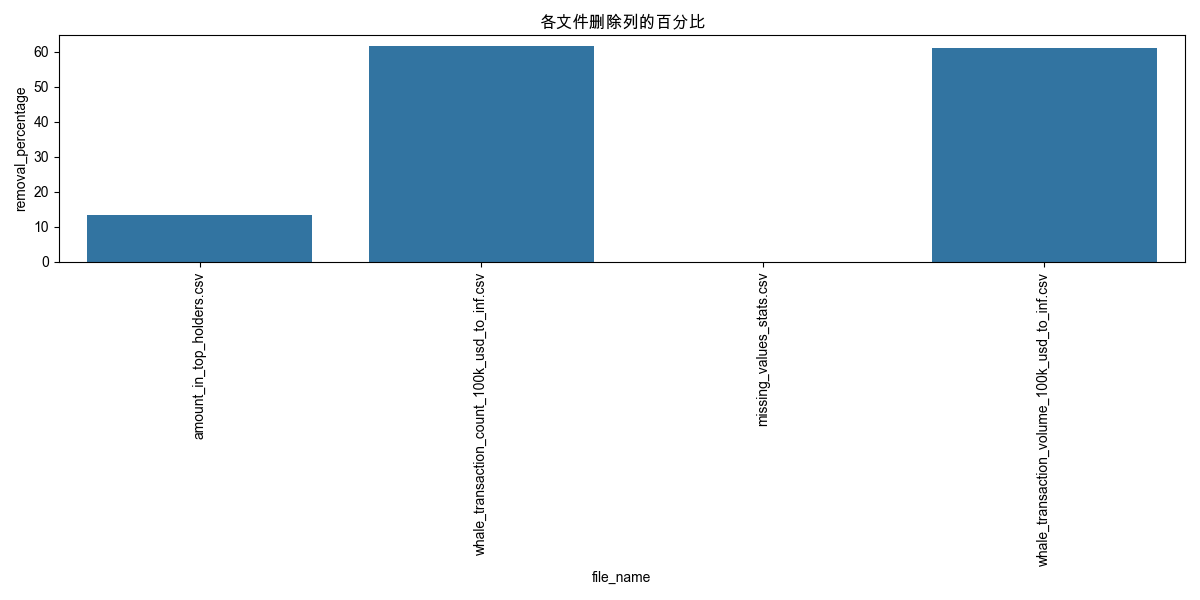 各文件删除列的百分比
removal_percentage
60
50
40
30
20
10
0
amount_in_top_holders.csv
whale_transaction_count_100k_usd_to_inf.csv
missing_values_stats.csv
whale_transaction_volume_100k_usd_to_inf.csv
file_name